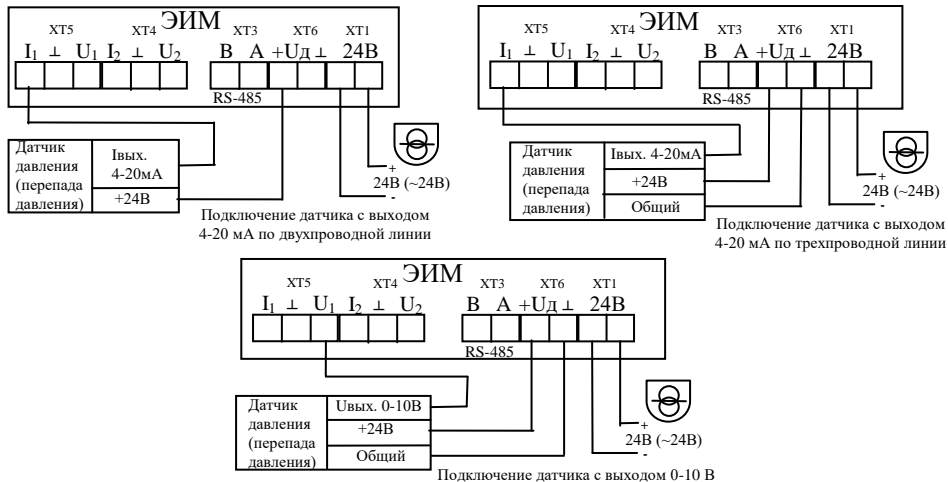 ЭИМ
XT5 XT4 XT3 XT6 XT1
I1 ⊥ U1 I2 ⊥ U2 B A +Uд ⊥ 24В
RS-485
Датчик
давления
(перепада
давления)
Iвых.
4-20мА
+24В
+
24В (~24В)
-
Подключение датчика с выходом
4-20 мА по двухпроводной линии
ЭИМ
XT5 XT4 XT3 XT6 XT1
I1 ⊥ U1 I2 ⊥ U2 B A +Uд ⊥ 24В
RS-485
Датчик
давления
(перепада
давления)
Iвых. 4-20мА
+24В
Общий
+
24В (~24В)
-
Подключение датчика с выходом
4-20 мА по трехпроводной линии
ЭИМ
XT5 XT4 XT3 XT6 XT1
I1 ⊥ U1 I2 ⊥ U2 B A +Uд ⊥ 24В
RS-485
Датчик
давления
(перепада
давления)
Uвых. 0-10В
+24В
Общий
+
24В (~24В)
-
Подключение датчика с выходом 0-10 В